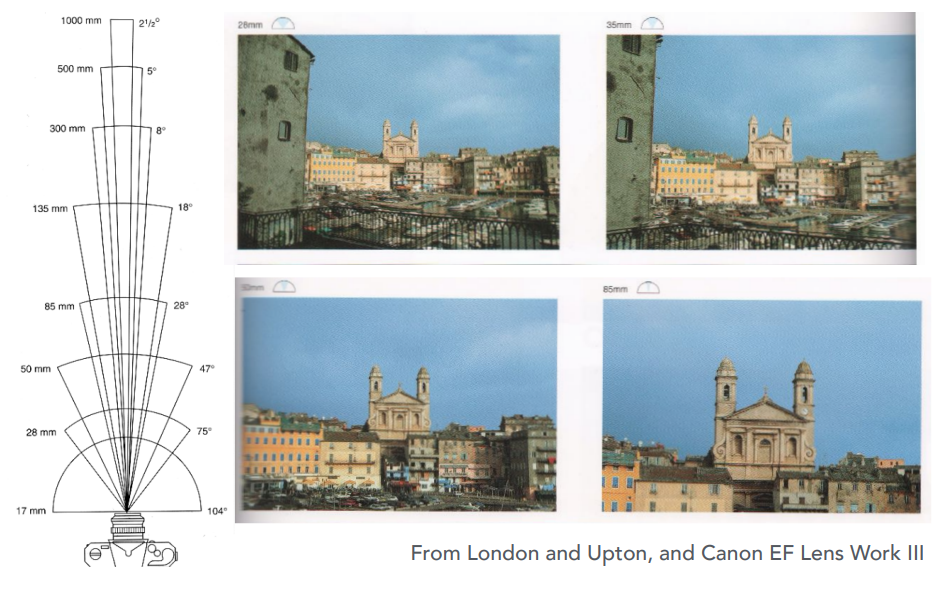 1000 mm 2½°
500 mm 5°
300 mm 8°
135 mm 18°
85 mm 28°
50 mm 47°
28 mm 75°
17 mm 104°
28mm
35mm
85mm
From London and Upton, and Canon EF Lens Work III